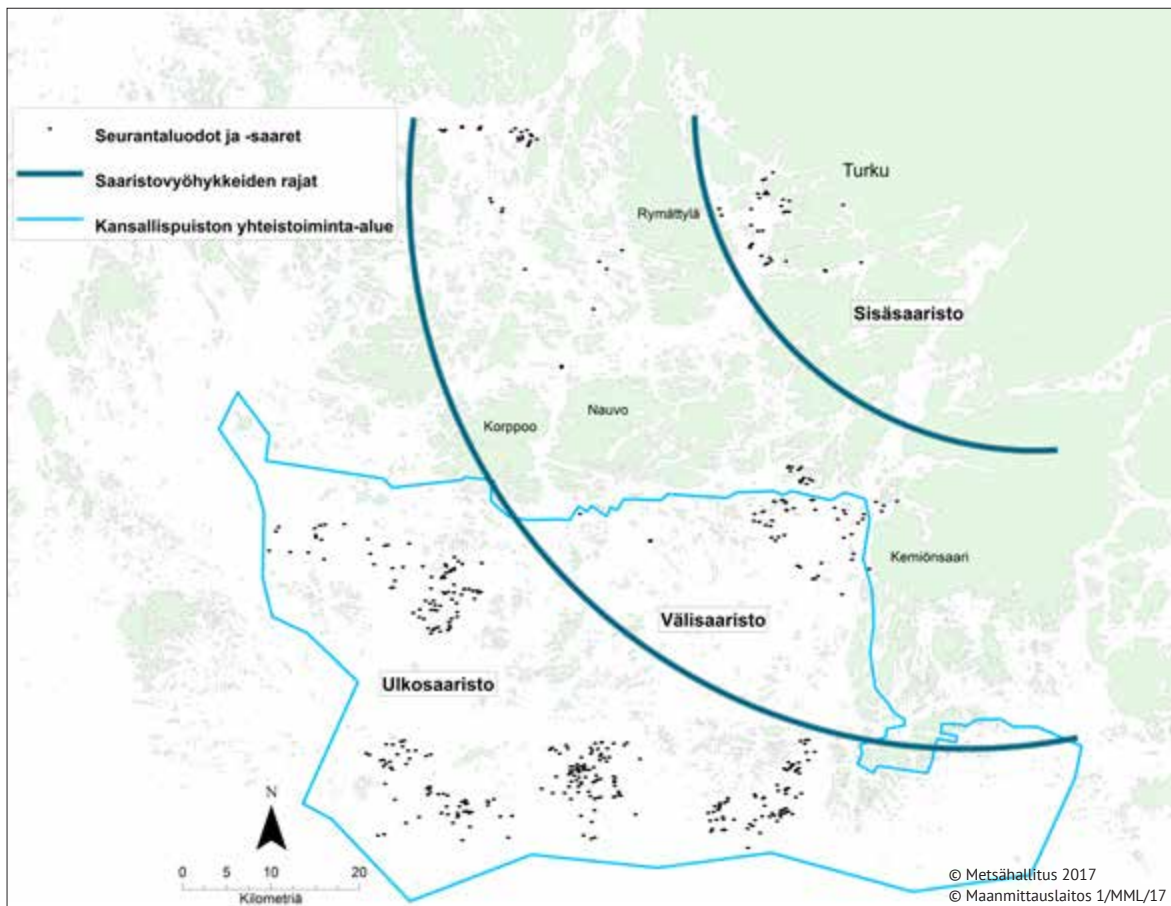 Seurantaluodot ja -saaret
Saaristovyöhykkeiden rajat
Kansallispuiston yhteistoiminta-alue
Turku
Rymättylä
Sisäsaaristo
Nauvo
Korppoo
Kemiönsaari
Välisaaristo
Ulkosaaristo
N
0 5 10 20
Kilometriä
© Metsähallitus 2017
© Maanmittauslaitos 1/MML/17